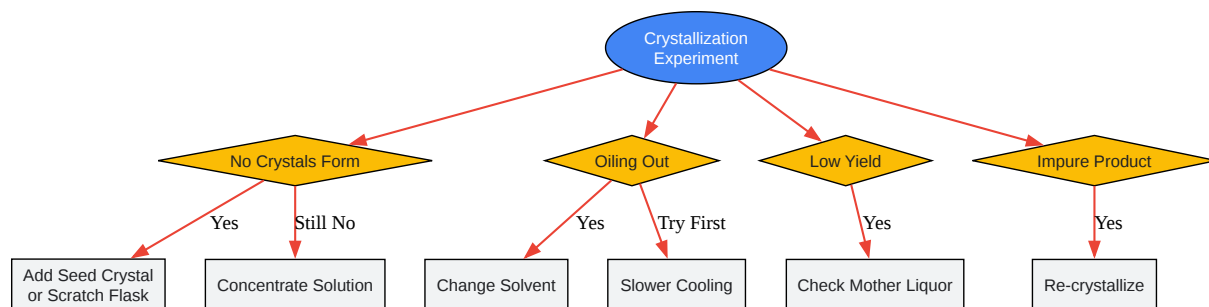 Crystallization
Experiment
No Crystals Form
Oiling Out
Low Yield
Impure Product
Yes
Still No
Yes
Try First
Yes
Yes
Add Seed Crystal
or Scratch Flask
Concentrate Solution
Change Solvent
Slower Cooling
Check Mother Liquor
Re-crystallize